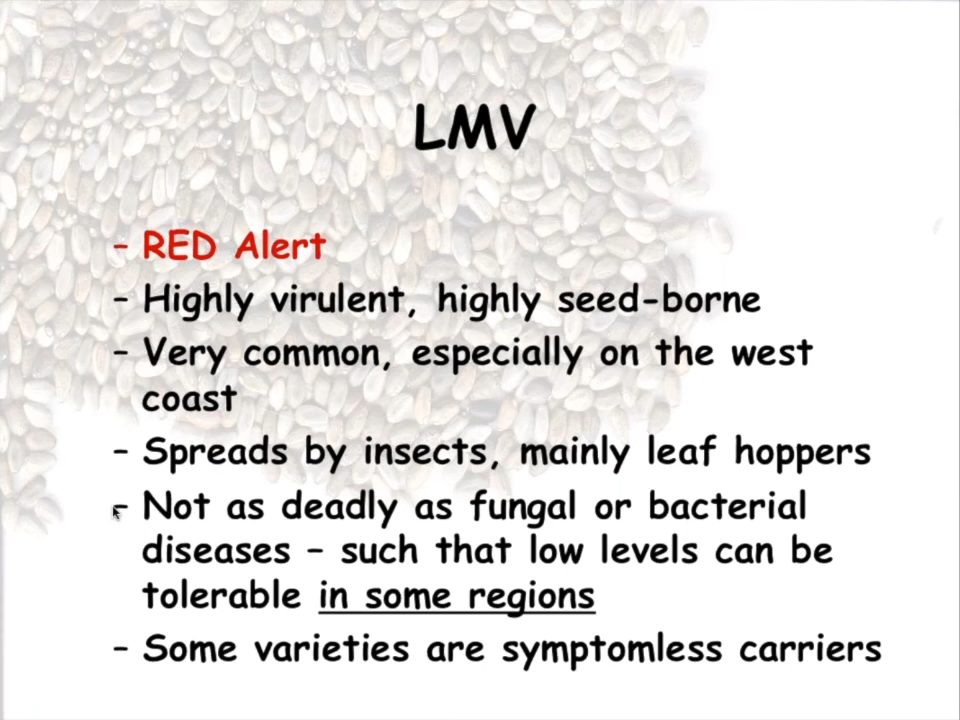 LMV
– RED Alert
– Highly virulent, highly seed-borne
– Very common, especially on the west
coast
– Spreads by insects, mainly leaf hoppers
– Not as deadly as fungal or bacterial
diseases – such that low levels can be
tolerable in some regions
– Some varieties are symptomless carriers